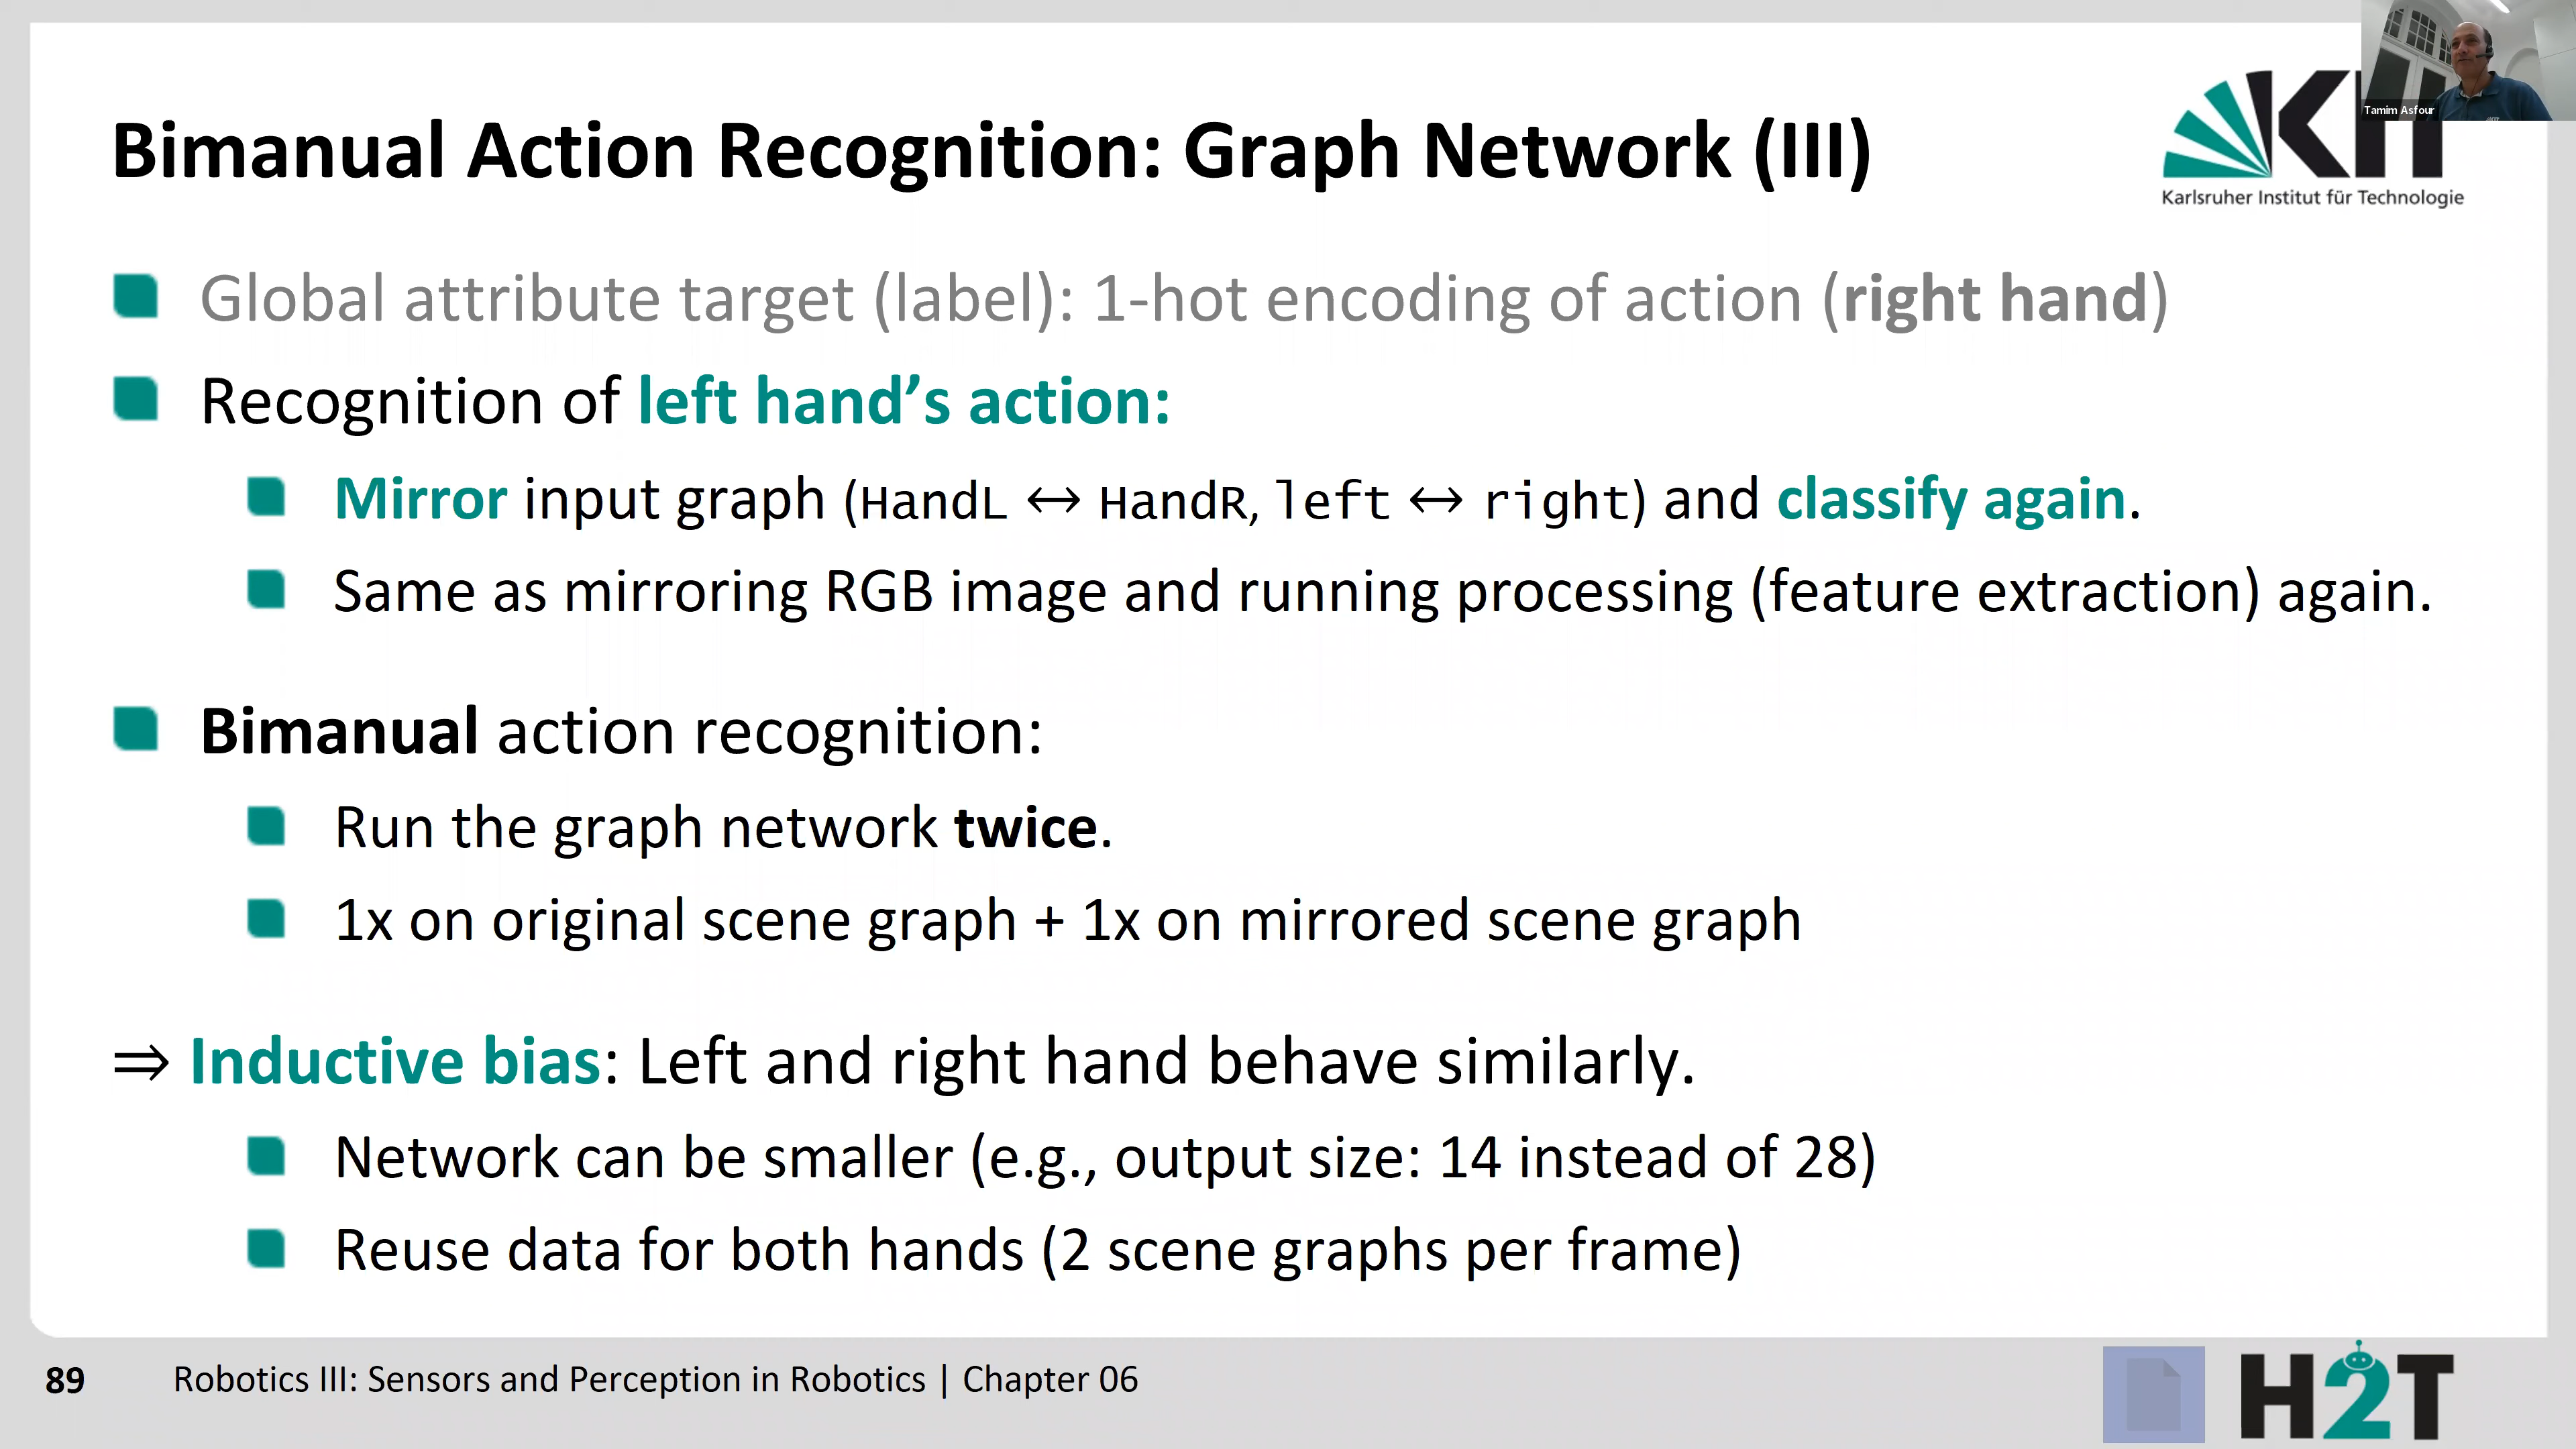 Tamim Asfour
Bimanual Action Recognition: Graph Network (III)
KIT
Karlsruher Institut für Technologie
Global attribute target (label): 1-hot encoding of action (right hand)
Recognition of left hand’s action:
Mirror input graph (HandL ↔ HandR, left ↔ right) and classify again.
Same as mirroring RGB image and running processing (feature extraction) again.
Bimanual action recognition:
Run the graph network twice.
1x on original scene graph + 1x on mirrored scene graph
⇒ Inductive bias: Left and right hand behave similarly.
Network can be smaller (e.g., output size: 14 instead of 28)
Reuse data for both hands (2 scene graphs per frame)
89 Robotics III: Sensors and Perception in Robotics | Chapter 06
H2T